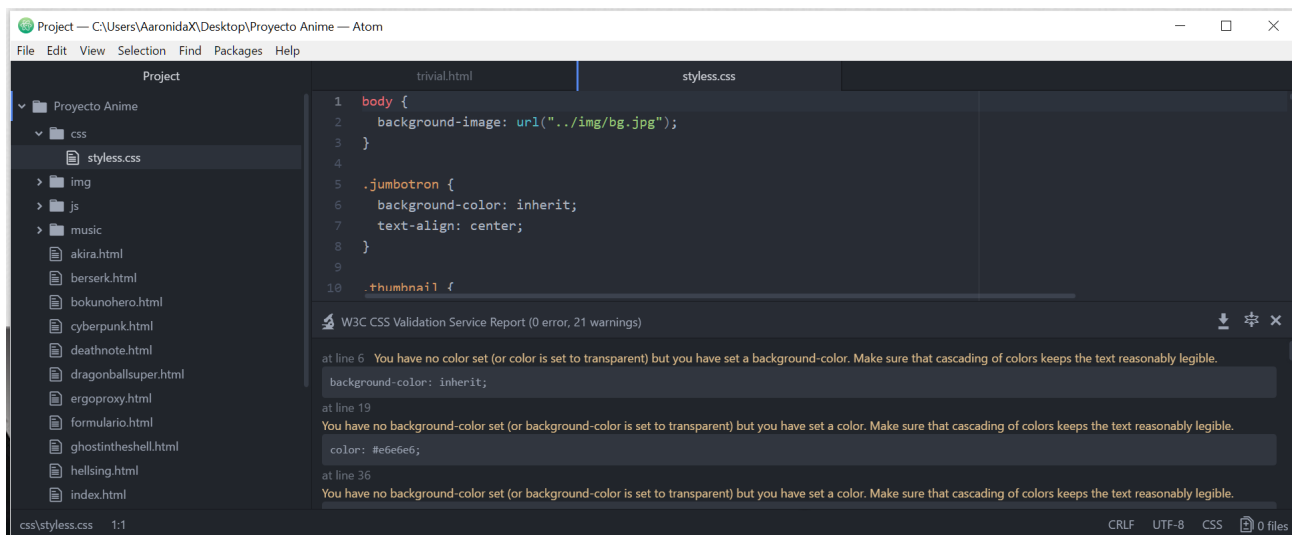 Project — C:\Users\AaronidaX\Desktop\Proyecto Anime — Atom
File Edit View Selection Find Packages Help
Project
trivial.html
styless.css
Proyecto Anime
css
styless.css
img
js
music
akira.html
berserk.html
bokunohero.html
cyberpunk.html
deathnote.html
dragonballsuper.html
ergoproxy.html
formulario.html
ghostintheshell.html
hellsing.html
index.html
1 body {
2 background-image: url("../img/bg.jpg");
3 }
4
5 .jumbotron {
6 background-color: inherit;
7 text-align: center;
8 }
9
10 .thumbnail {
W3C CSS Validation Service Report (0 error, 21 warnings)
at line 6 You have no color set (or color is set to transparent) but you have set a background-color. Make sure that cascading of colors keeps the text reasonably legible.
background-color: inherit;
at line 19
You have no background-color set (or background-color is set to transparent) but you have set a color. Make sure that cascading of colors keeps the text reasonably legible.
color: #e6e6e6;
at line 36
You have no background-color set (or background-color is set to transparent) but you have set a color. Make sure that cascading of colors keeps the text reasonably legible.
css\styless.css 1:1
CRLF UTF-8 CSS 0 files